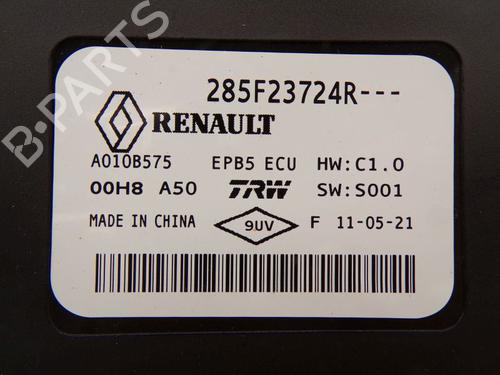 285F23724R---
RENAULT
A010B575 EPB5 ECU HW:C1.0
00H8 A50 TRW SW:S001
MADE IN CHINA 9UV F 11-05-21
B-PARTS